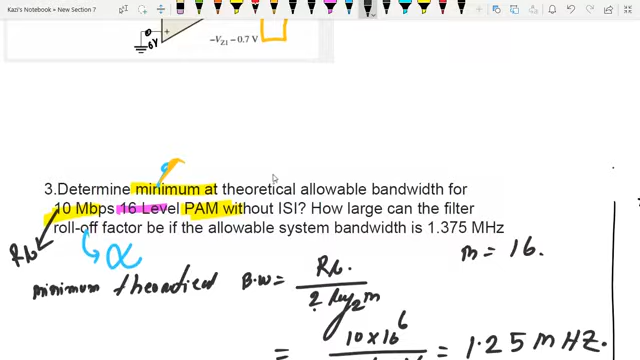 Kazi's Notebook » New Section 7
6V
+
-VZ1 – 0.7 V
3.Determine minimum at theoretical allowable bandwidth for
10 Mbps 16 Level PAM without ISI? How large can the filter
roll-off factor be if the allowable system bandwidth is 1.375 MHz
Rb
α
m = 16.
minimum theoretical B.W = Rb.
2 log2 m
= 10 x 10^6
= 1.25 MHZ.